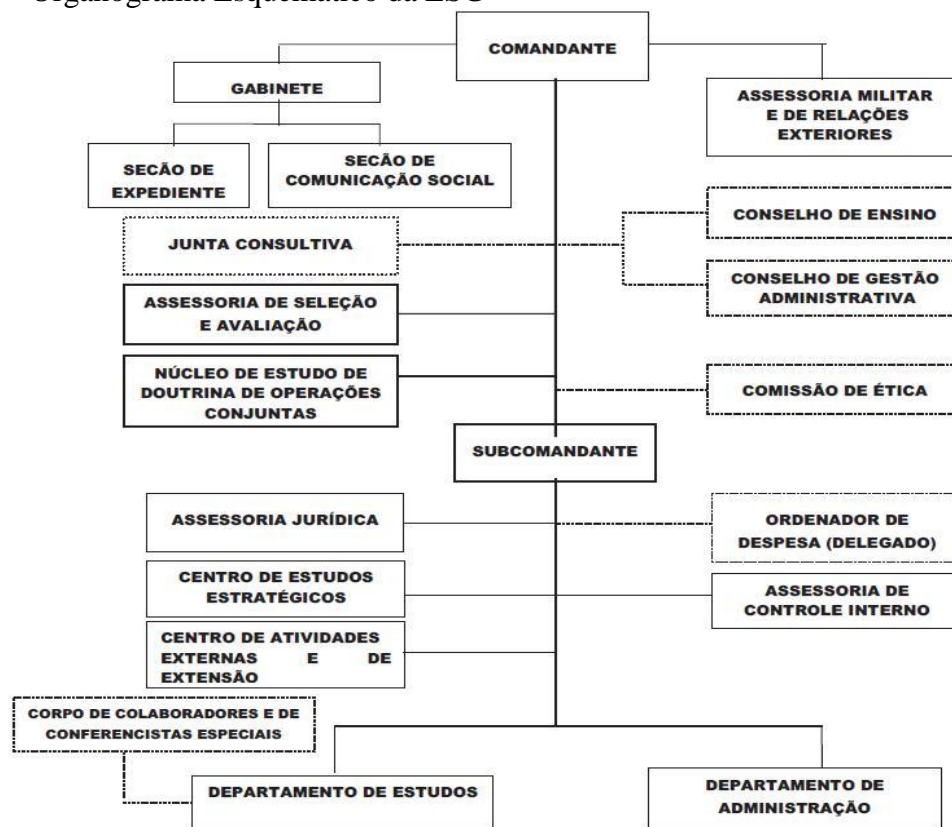 Organograma Esquemático da ESG
COMANDANTE
GABINETE
ASSESSORIA MILITAR
E DE RELAÇÕES
EXTERIORES
SECÃO DE
EXPEDIENTE
SECÃO DE
COMUNICAÇÃO SOCIAL
JUNTA CONSULTIVA
CONSELHO DE ENSINO
CONSELHO DE GESTÃO
ADMINISTRATIVA
ASSESSORIA DE SELEÇÃO
E AVALIAÇÃO
NÚCLEO DE ESTUDO DE
DOUTRINA DE OPERAÇÕES
CONJUNTAS
COMISSÃO DE ÉTICA
SUBCOMANDANTE
ASSESSORIA JURÍDICA
ORDENADOR DE
DESPESA (DELEGADO)
CENTRO DE ESTUDOS
ESTRATÉGICOS
ASSESSORIA DE
CONTROLE INTERNO
CENTRO DE ATIVIDADES
EXTERNAS E DE
EXTENSÃO
CORPO DE COLABORADORES E DE
CONFERENCISTAS ESPECIAIS
DEPARTAMENTO DE ESTUDOS
DEPARTAMENTO DE
ADMINISTRAÇÃO